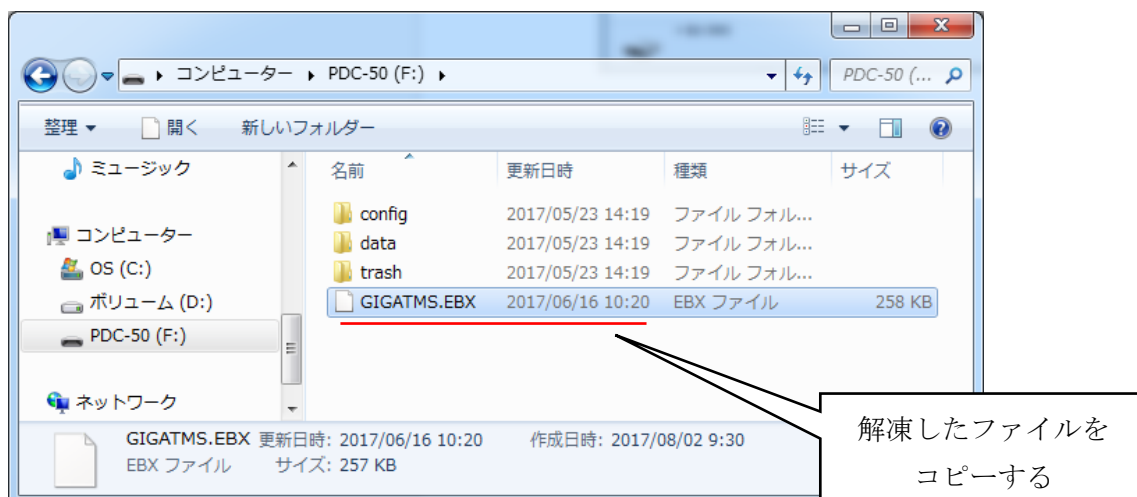 コンピューター ▸ PDC-50 (F:) ▸
PDC-50 (...
整理 ▼ 開く 新しいフォルダー
ミュージック
コンピューター
OS (C:)
ボリューム (D:)
PDC-50 (F:)
ネットワーク
名前 更新日時 種類 サイズ
config 2017/05/23 14:19 ファイル フォル...
data 2017/05/23 14:19 ファイル フォル...
trash 2017/05/23 14:19 ファイル フォル...
GIGATMS.EBX 2017/06/16 10:20 EBX ファイル 258 KB
GIGATMS.EBX 更新日時: 2017/06/16 10:20 作成日時: 2017/08/02 9:30
EBX ファイル サイズ: 257 KB
解凍したファイルを
コピーする